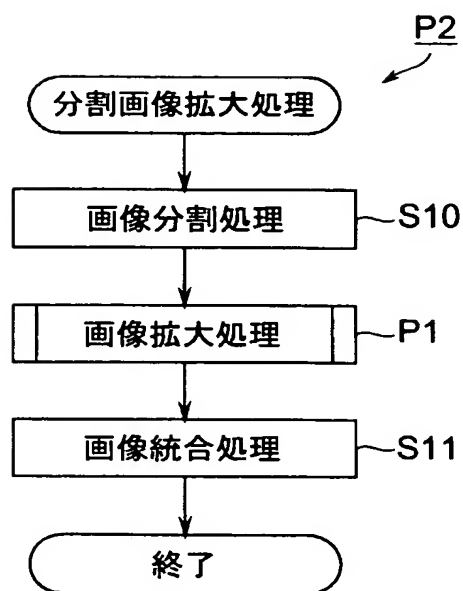 P2
分割画像拡大処理
画像分割処理 S10
画像拡大処理 P1
画像統合処理 S11
終了